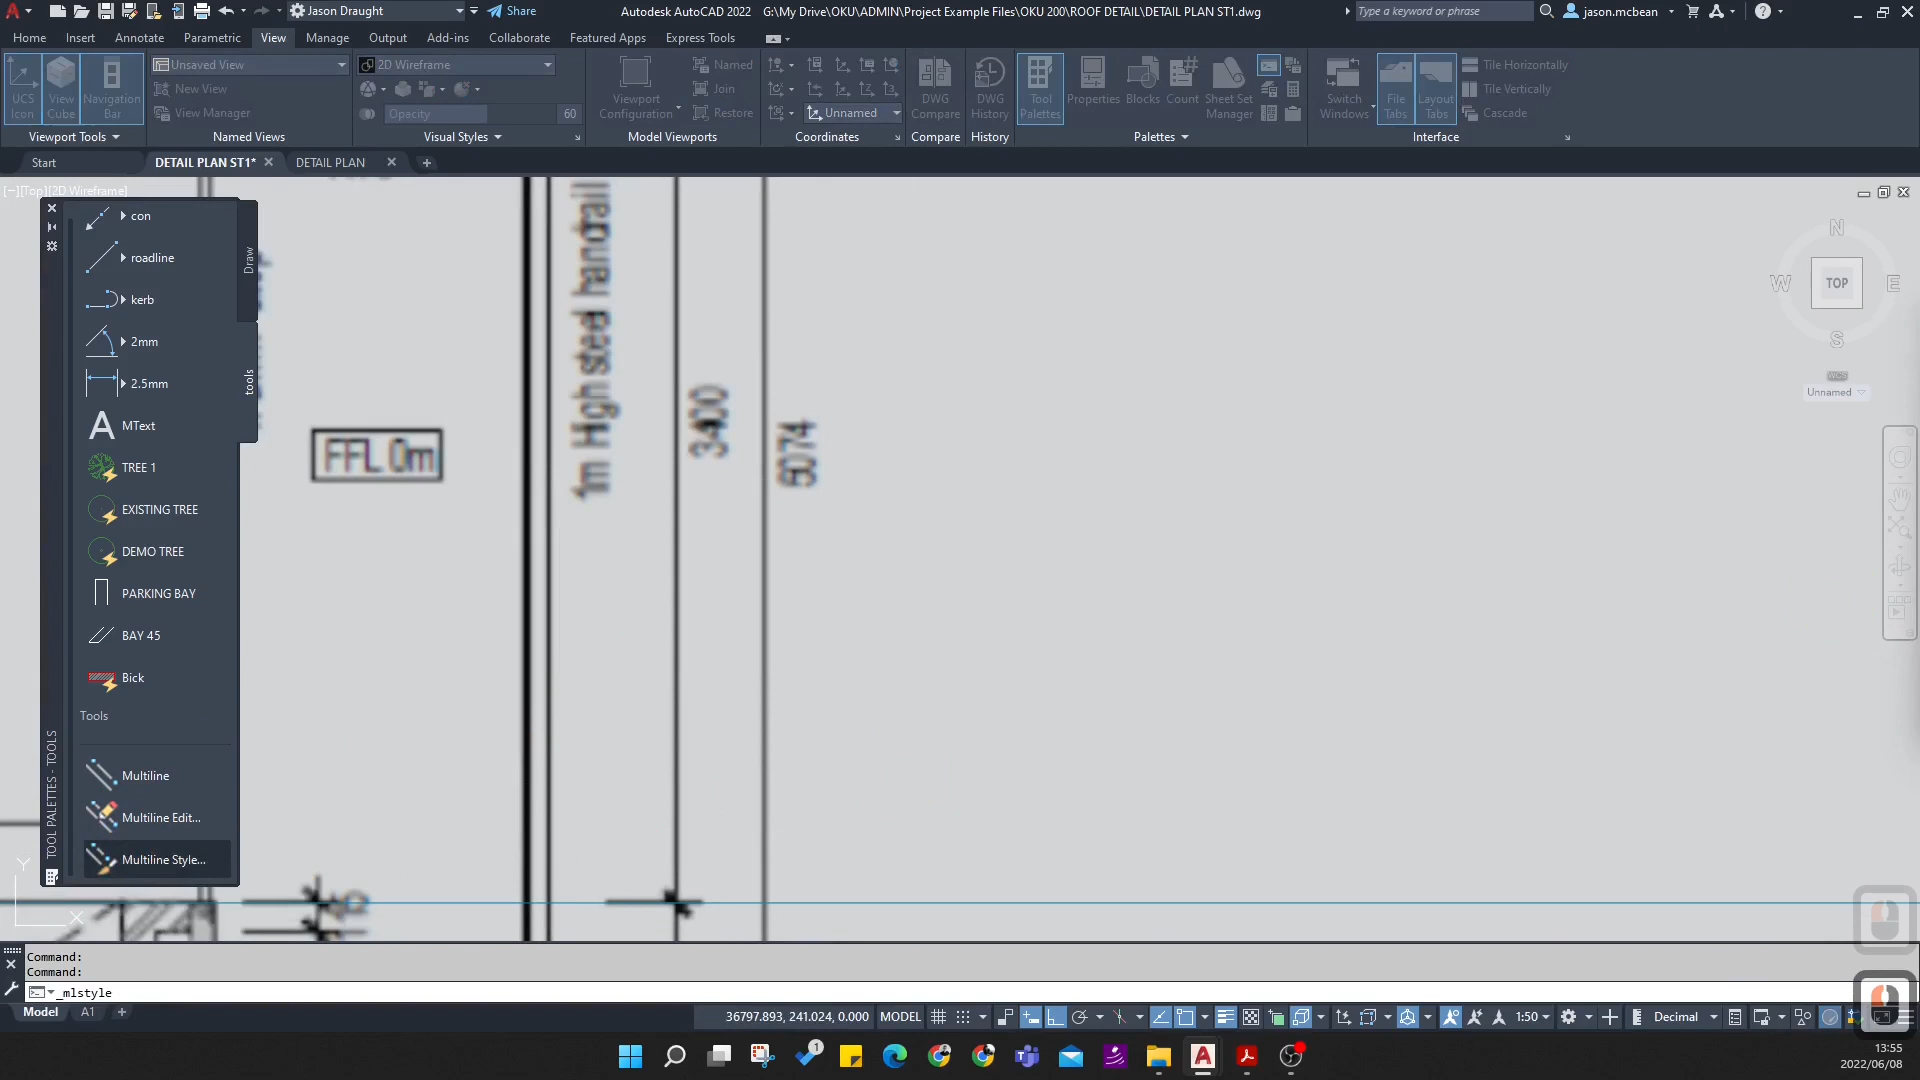 Jason Draught
Share
Autodesk AutoCAD 2022 G:\My Drive\OKU\ADMIN\Project Example Files\OKU 200\ROOF DETAIL\DETAIL PLAN ST1.dwg
Type a keyword or phrase
jason.mcbean
Home Insert Annotate Parametric View Manage Output Add-ins Collaborate Featured Apps Express Tools
UCS Icon
View Cube
Navigation Bar
Unsaved View
New View
View Manager
2D Wireframe
Opacity 60
Viewport Configuration
Named
Join
Restore
Unnamed
DWG Compare
DWG History
Tool Palettes
Properties
Blocks
Count
Sheet Set Manager
Switch Windows
File Tabs
Layout Tabs
Tile Horizontally
Tile Vertically
Cascade
Viewport Tools Named Views Visual Styles Model Viewports Coordinates Compare History Palettes Interface
Start DETAIL PLAN ST1* DETAIL PLAN
[−][Top][2D Wireframe]
con
roadline
kerb
2mm
2.5mm
MText
TREE 1
EXISTING TREE
DEMO TREE
PARKING BAY
BAY 45
Bick
Tools
Multiline
Multiline Edit...
Multiline Style...
Draw
tools
TOOL PALETTES - TOOLS
FFL 0m
1m High steel handrail
3400
N
W TOP E
S
WCS
Unnamed
Y
X
Command:
Command:
_mlstyle
Model A1
36797.893, 241.024, 0.000 MODEL 1:50 Decimal
1
13:55
2022/06/08